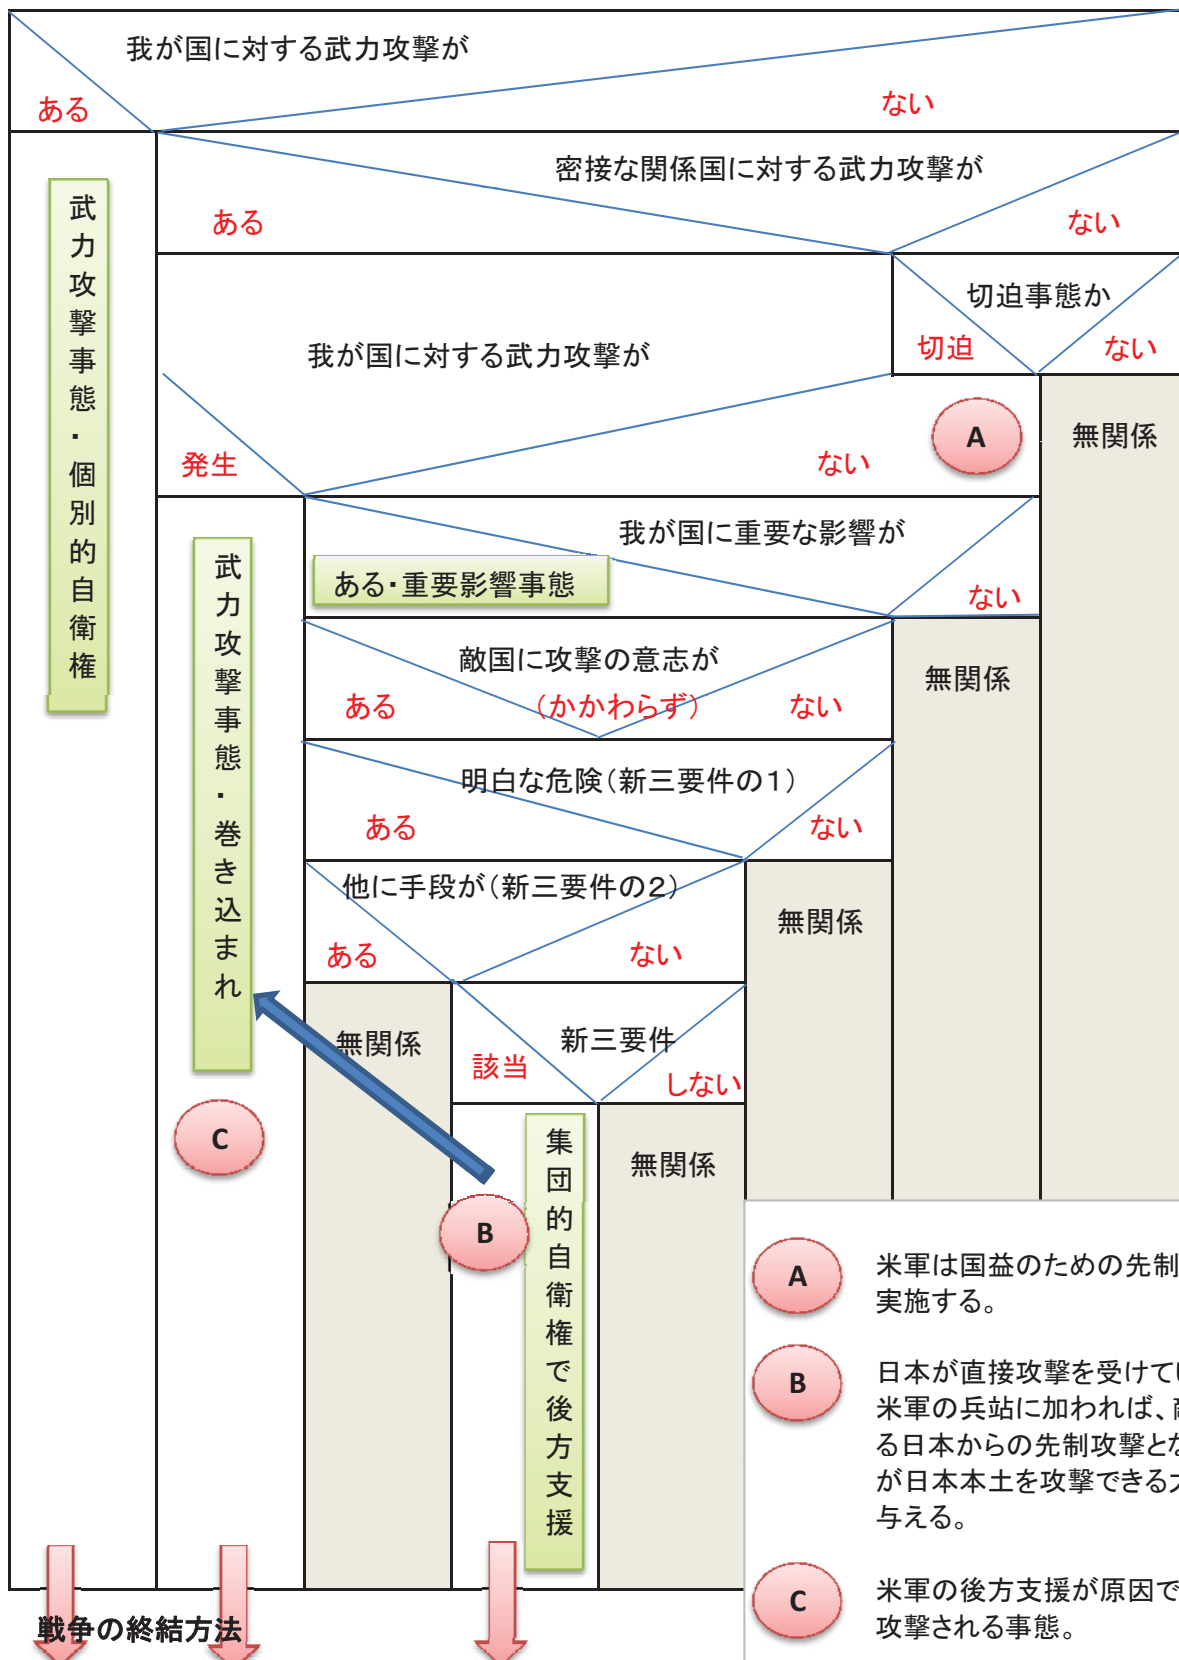 我が国に対する武力攻撃が
ある
ない
密接な関係国に対する武力攻撃が
ある
ない
切迫事態か
切迫
ない
我が国に対する武力攻撃が
発生
ない
A
無関係
武力攻撃事態・個別的自衛権
武力攻撃事態・巻き込まれ
我が国に重要な影響が
ある・重要影響事態
ない
敵国に攻撃の意志が
ある
(かかわらず)
ない
無関係
明白な危険(新三要件の1)
ある
ない
他に手段が(新三要件の2)
ある
ない
無関係
無関係
新三要件
該当
しない
C
B
集団的自衛権で後方支援
無関係
A
米軍は国益のための先制
実施する。
B
日本が直接攻撃を受けてい
米軍の兵站に加われば、敵
る日本からの先制攻撃とな
が日本本土を攻撃できる大
与える。
C
米軍の後方支援が原因で
攻撃される事態。
戦争の終結方法